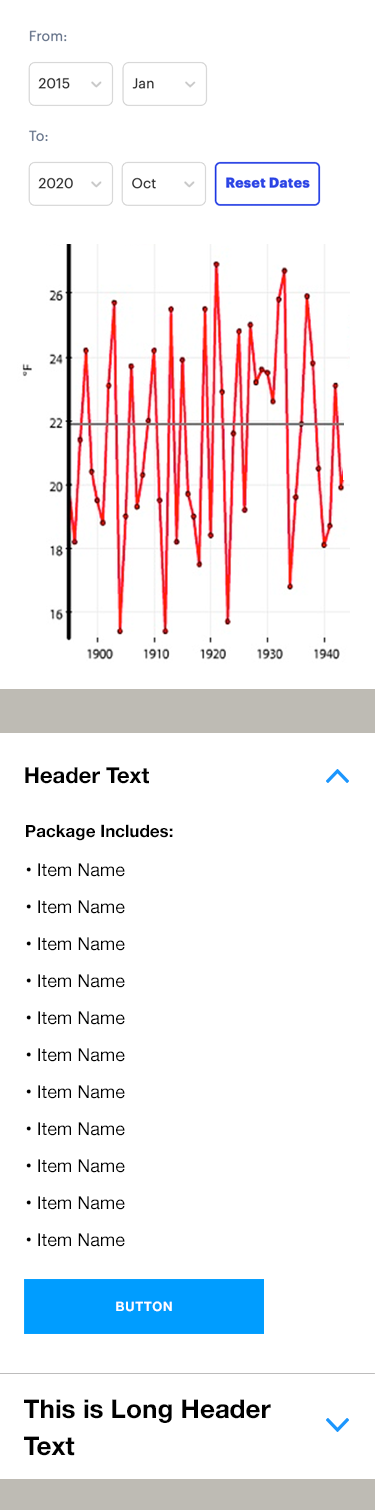 From:
2015 Jan
To:
2020 Oct Reset Dates
26
°F
24
22
20
18
16
1900 1910 1920 1930 1940
Header Text
Package Includes:
• Item Name
• Item Name
• Item Name
• Item Name
• Item Name
• Item Name
• Item Name
• Item Name
• Item Name
• Item Name
• Item Name
BUTTON
This is Long Header
Text